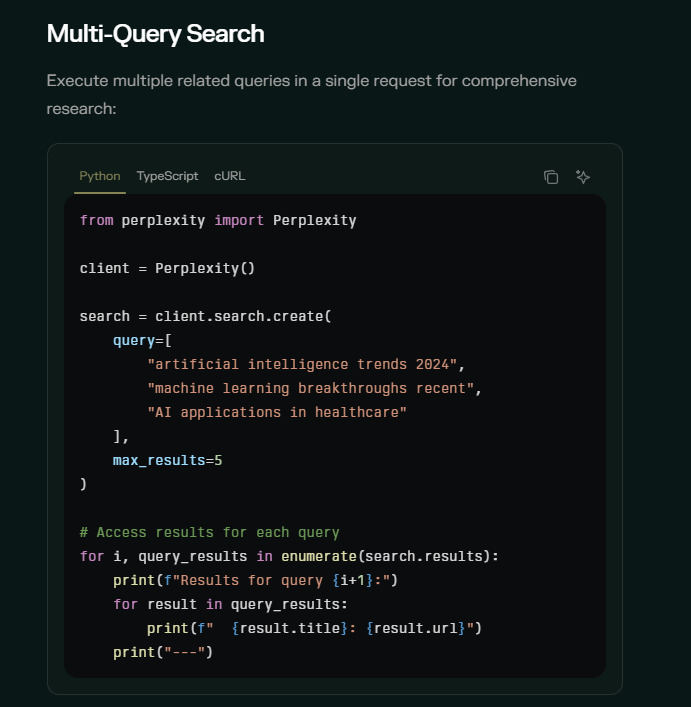 Multi-Query Search
Execute multiple related queries in a single request for comprehensive
research:
Python TypeScript cURL
from perplexity import Perplexity
client = Perplexity()
search = client.search.create(
    query=[
        "artificial intelligence trends 2024",
        "machine learning breakthroughs recent",
        "AI applications in healthcare"
    ],
    max_results=5
)
# Access results for each query
for i, query_results in enumerate(search.results):
    print(f"Results for query {i+1}:")
    for result in query_results:
        print(f"  {result.title}: {result.url}")
    print("---")